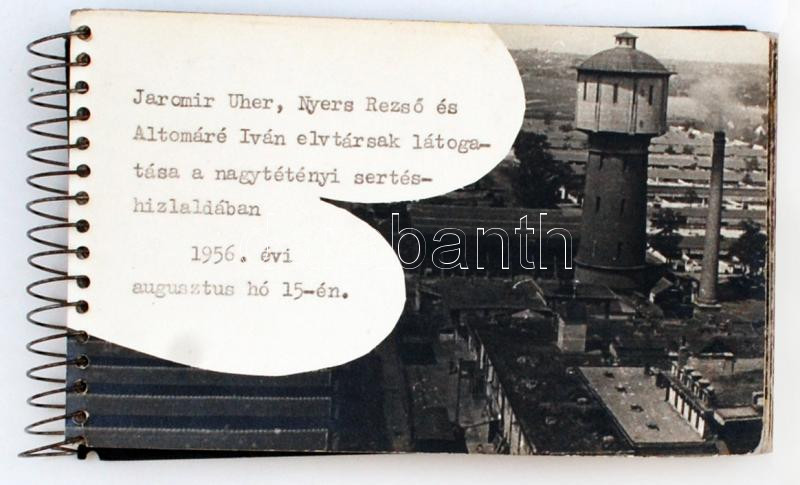 Jaromir Uher, Nyers Rezső és
Altomáré Iván elvtársak látoga-
tása a nagytétényi sertés-
hizlaldában
1956. évi
augusztus hó 15-én.
banth